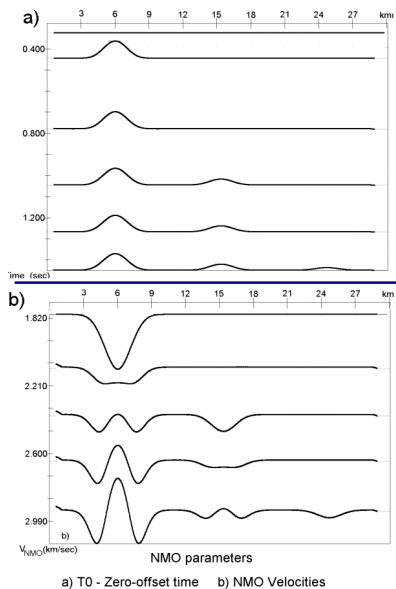 a)
3 6 9 12 15 18 21 24 27 km
0.400
0.800
1.200
Time (sec)
b)
3 6 9 12 15 18 21 24 27 km
1.820
2.210
2.600
2.990
b)
VNMO(km/sec)
NMO parameters
a) T0 - Zero-offset time b) NMO Velocities